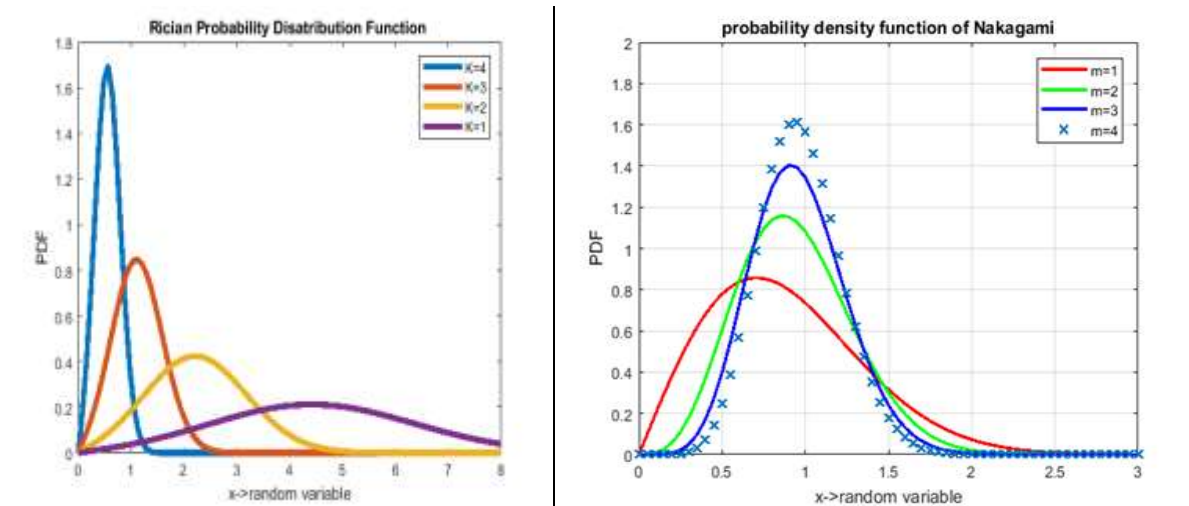 Rician Probability Disatribution Function
1.8
1.6
1.4
1.2
1
0.8
0.6
0.4
0.2
0
PDF
K=4
K=3
K=2
K=1
0 1 2 3 4 5 6 7 8
x->random variable
probability density function of Nakagami
2
1.8
1.6
1.4
1.2
1
0.8
0.6
0.4
0.2
0
PDF
m=1
m=2
m=3
m=4
0 0.5 1 1.5 2 2.5 3
x->random variable